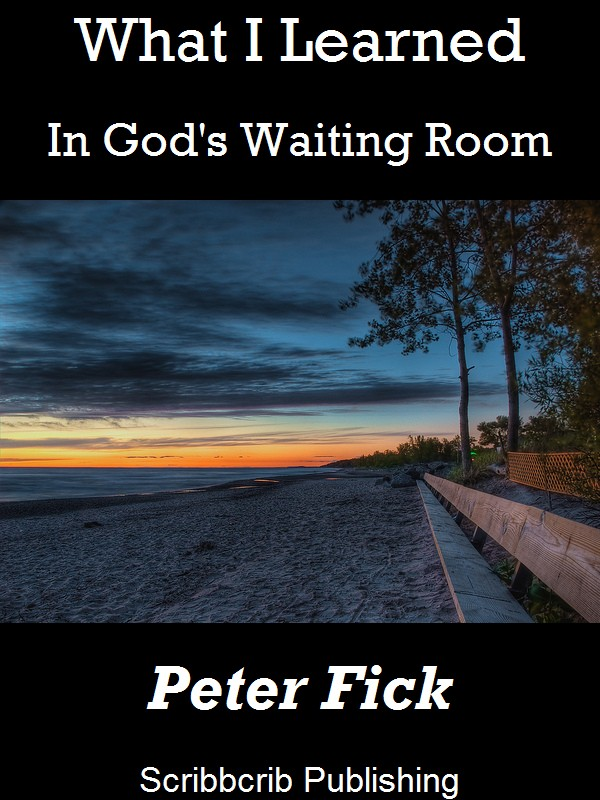 What I Learned
In God's Waiting Room
Peter Fick
Scribbcrib Publishing